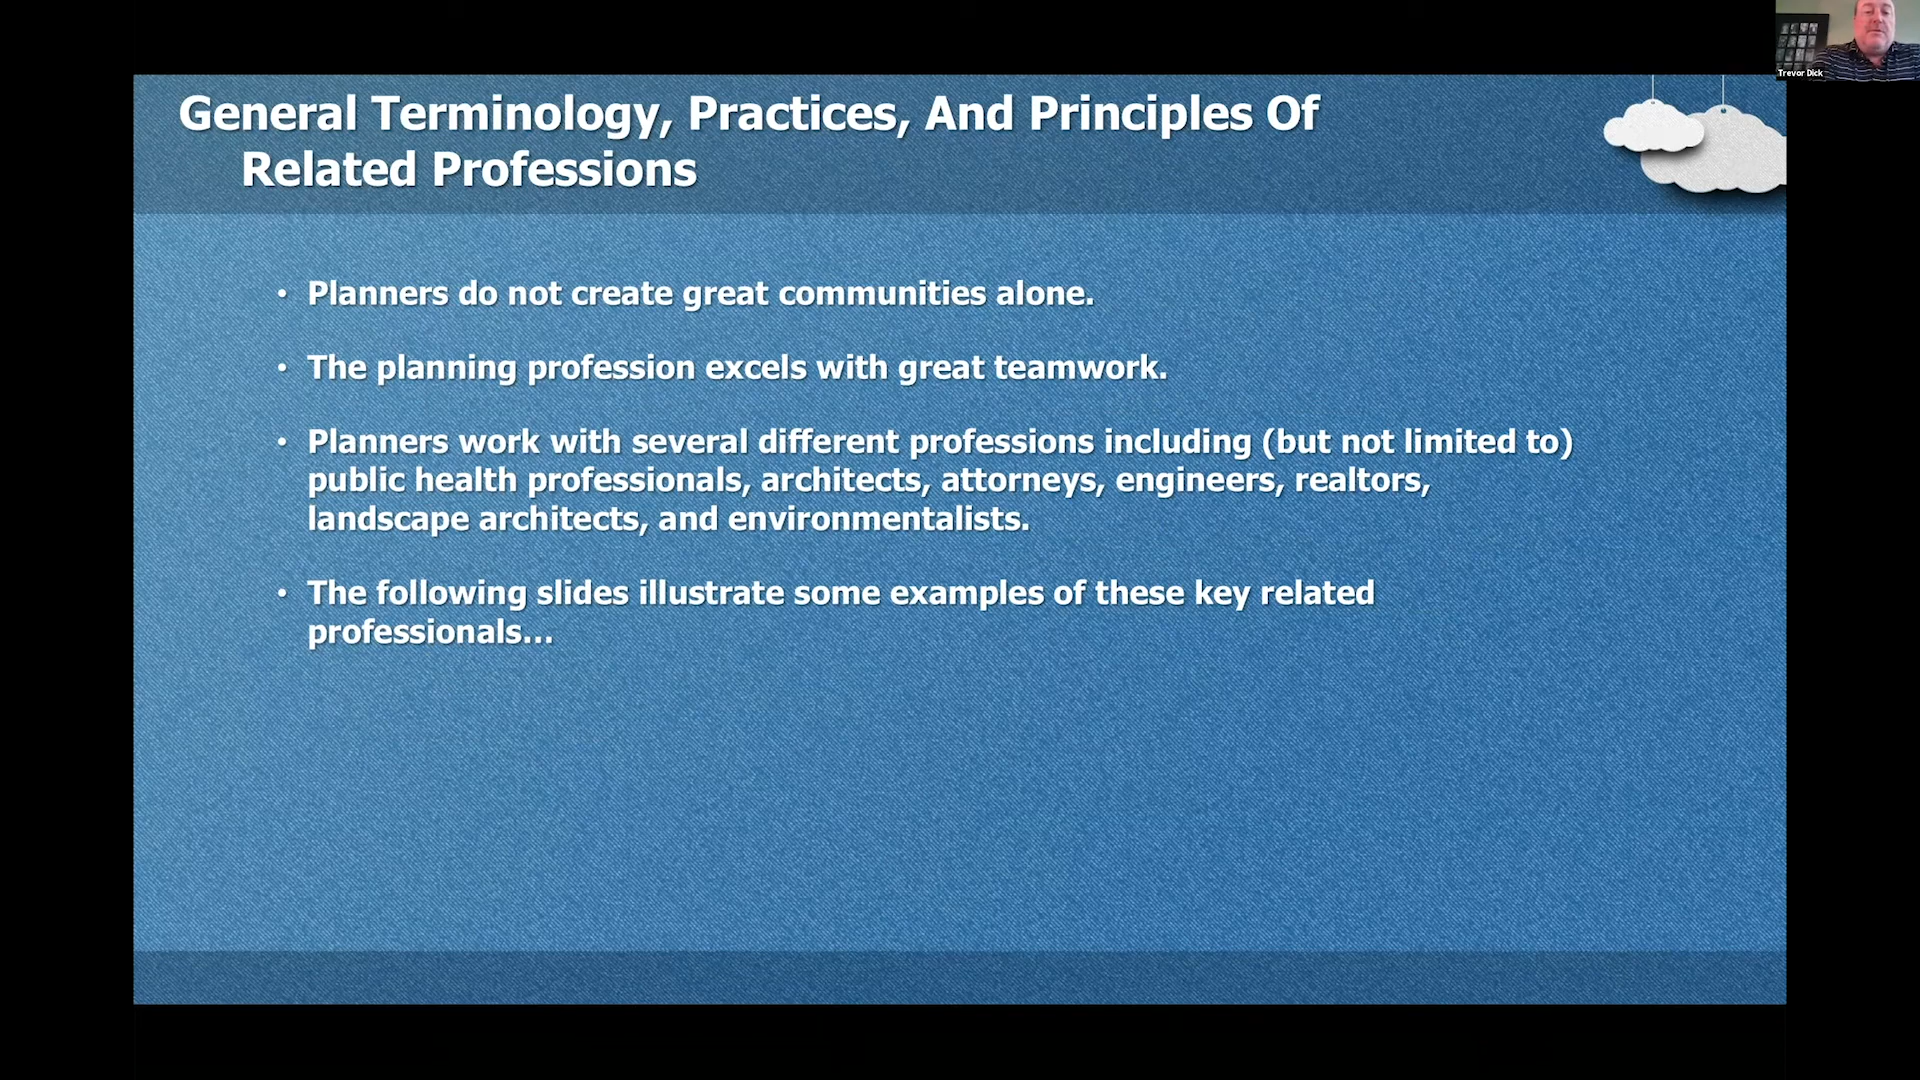 Trevor Dick
General Terminology, Practices, And Principles Of
Related Professions
• Planners do not create great communities alone.
• The planning profession excels with great teamwork.
• Planners work with several different professions including (but not limited to)
public health professionals, architects, attorneys, engineers, realtors,
landscape architects, and environmentalists.
• The following slides illustrate some examples of these key related
professionals...